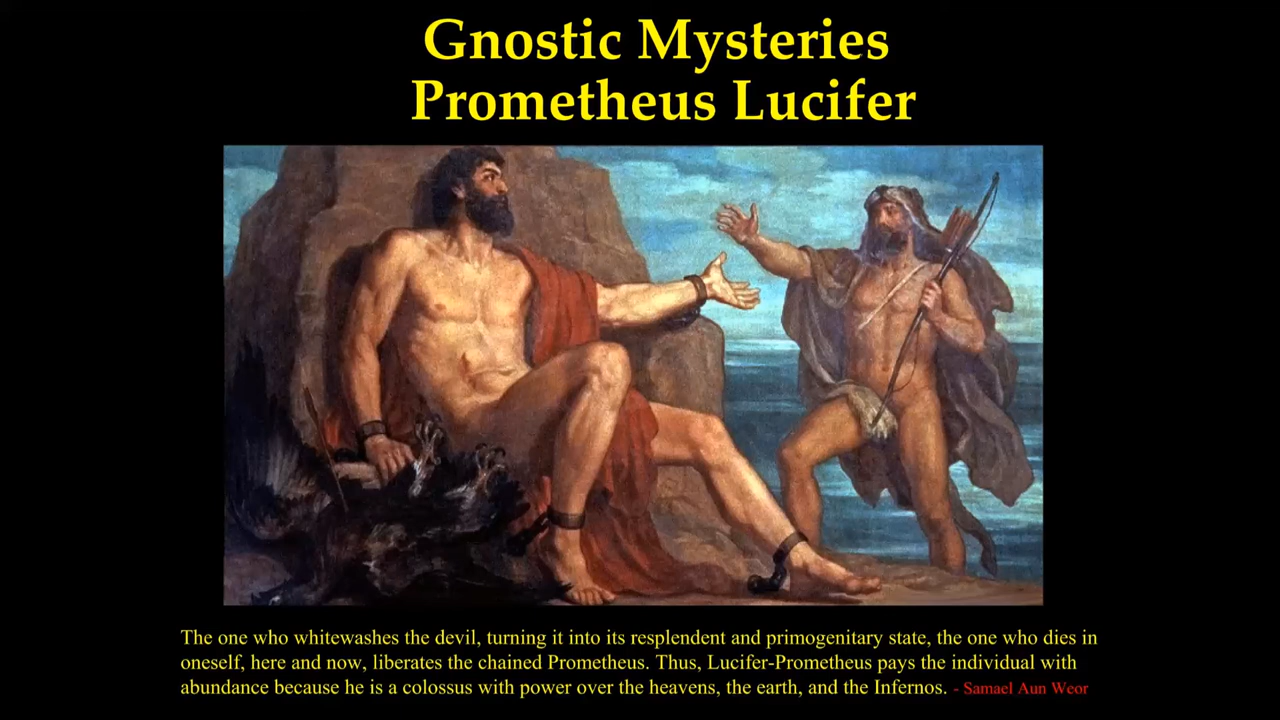 Gnostic Mysteries
Prometheus Lucifer
The one who whitewashes the devil, turning it into its resplendent and primogenitary state, the one who dies in
oneself, here and now, liberates the chained Prometheus. Thus, Lucifer-Prometheus pays the individual with
abundance because he is a colossus with power over the heavens, the earth, and the Infernos. - Samael Aun Weor